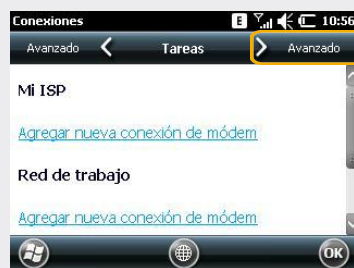 Conexiones E 10:56
Avanzado Tareas Avanzado
Mi ISP
Agregar nueva conexión de módem
Red de trabajo
Agregar nueva conexión de módem
OK